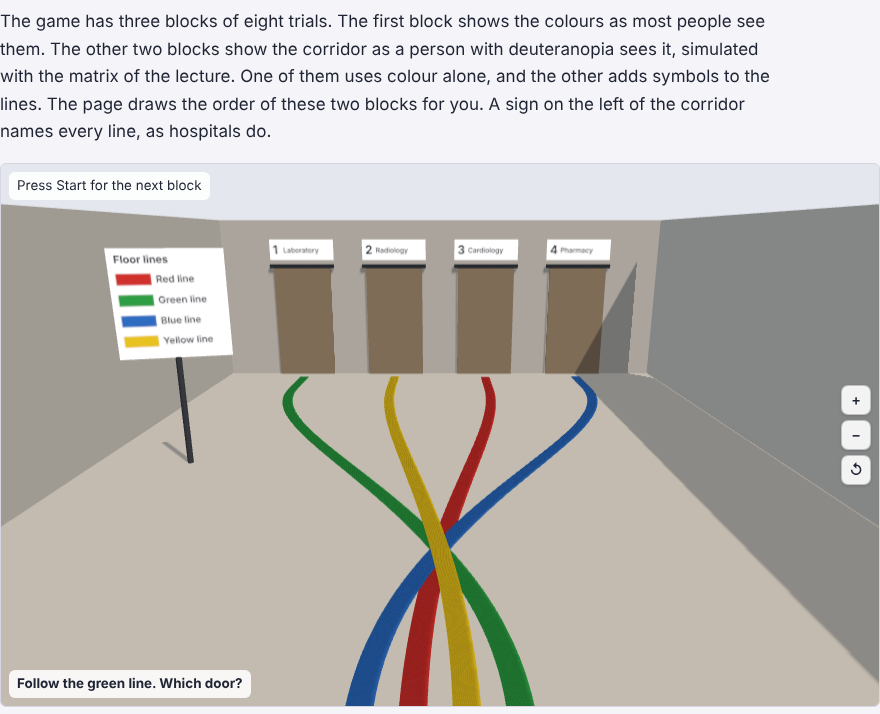 The game has three blocks of eight trials. The first block shows the colours as most people see
them. The other two blocks show the corridor as a person with deuteranopia sees it, simulated
with the matrix of the lecture. One of them uses colour alone, and the other adds symbols to the
lines. The page draws the order of these two blocks for you. A sign on the left of the corridor
names every line, as hospitals do.
Press Start for the next block
1 Laboratory
2 Radiology
3 Cardiology
4 Pharmacy
Floor lines
Red line
Green line
Blue line
Yellow line
+
−
Follow the green line. Which door?